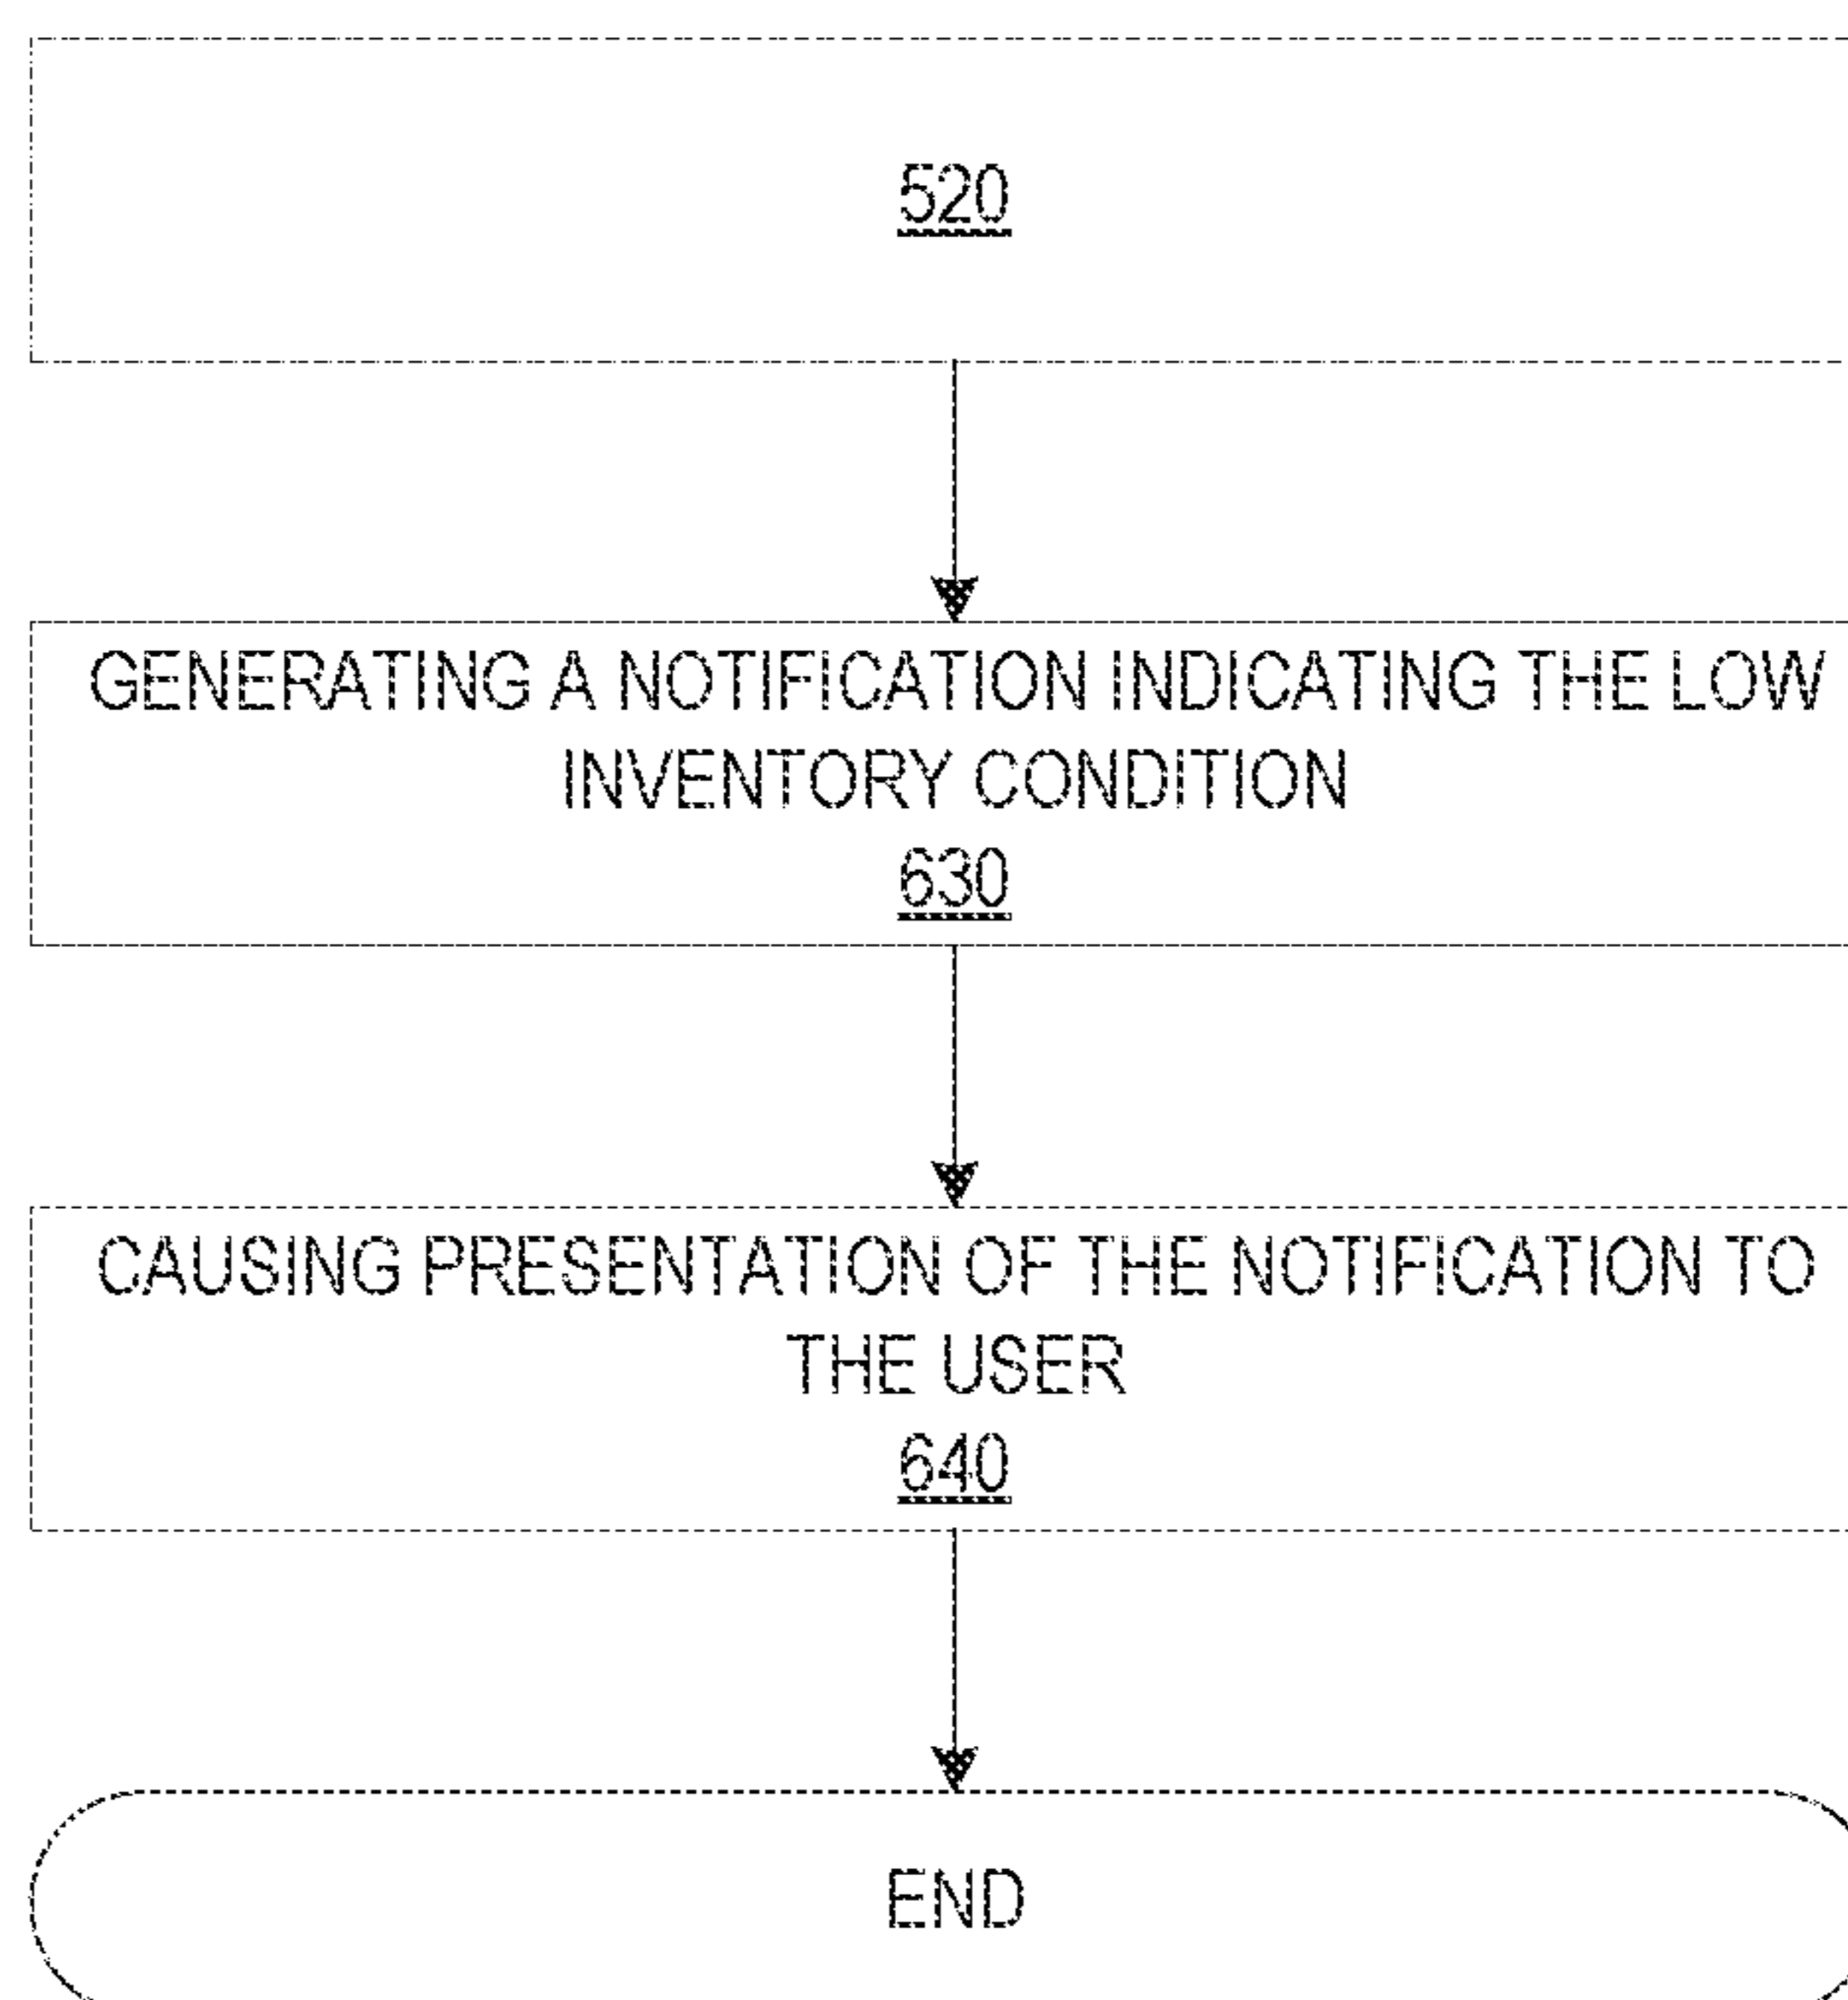 520
GENERATING A NOTIFICATION INDICATING THE LOW
INVENTORY CONDITION
630
CAUSING PRESENTATION OF THE NOTIFICATION TO
THE USER
640
END